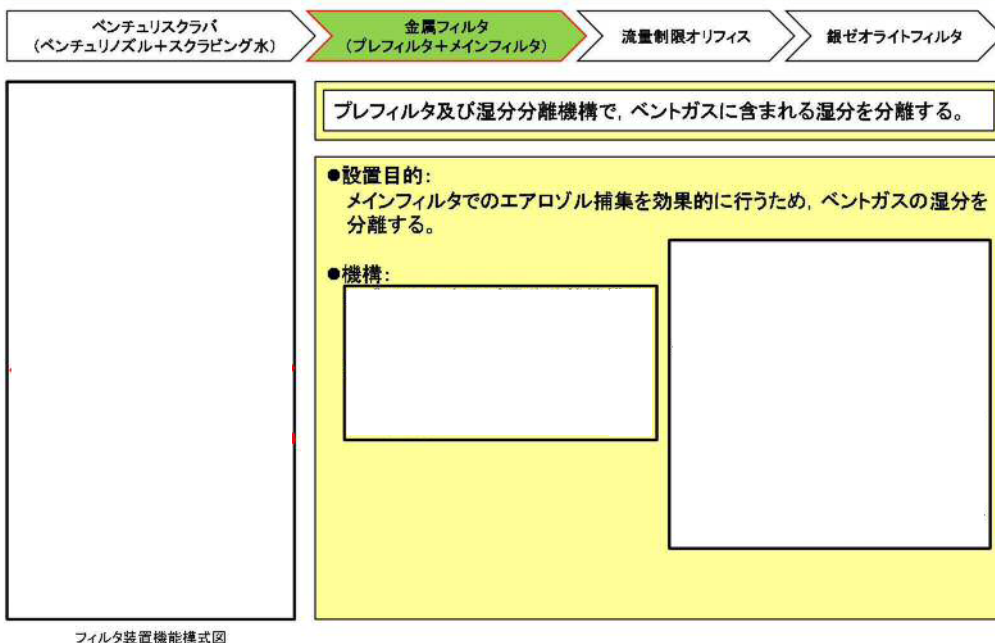 ベンチュリスクラバ
(ベンチュリノズル+スクラビング水)
金属フィルタ
(プレフィルタ+メインフィルタ)
流量制限オリフィス
銀ゼオライトフィルタ
プレフィルタ及び湿分分離機構で,ベントガスに含まれる湿分を分離する。
●設置目的:
メインフィルタでのエアロゾル捕集を効果的に行うため,ベントガスの湿分を
分離する。
●機構:
フィルタ装置機能模式図